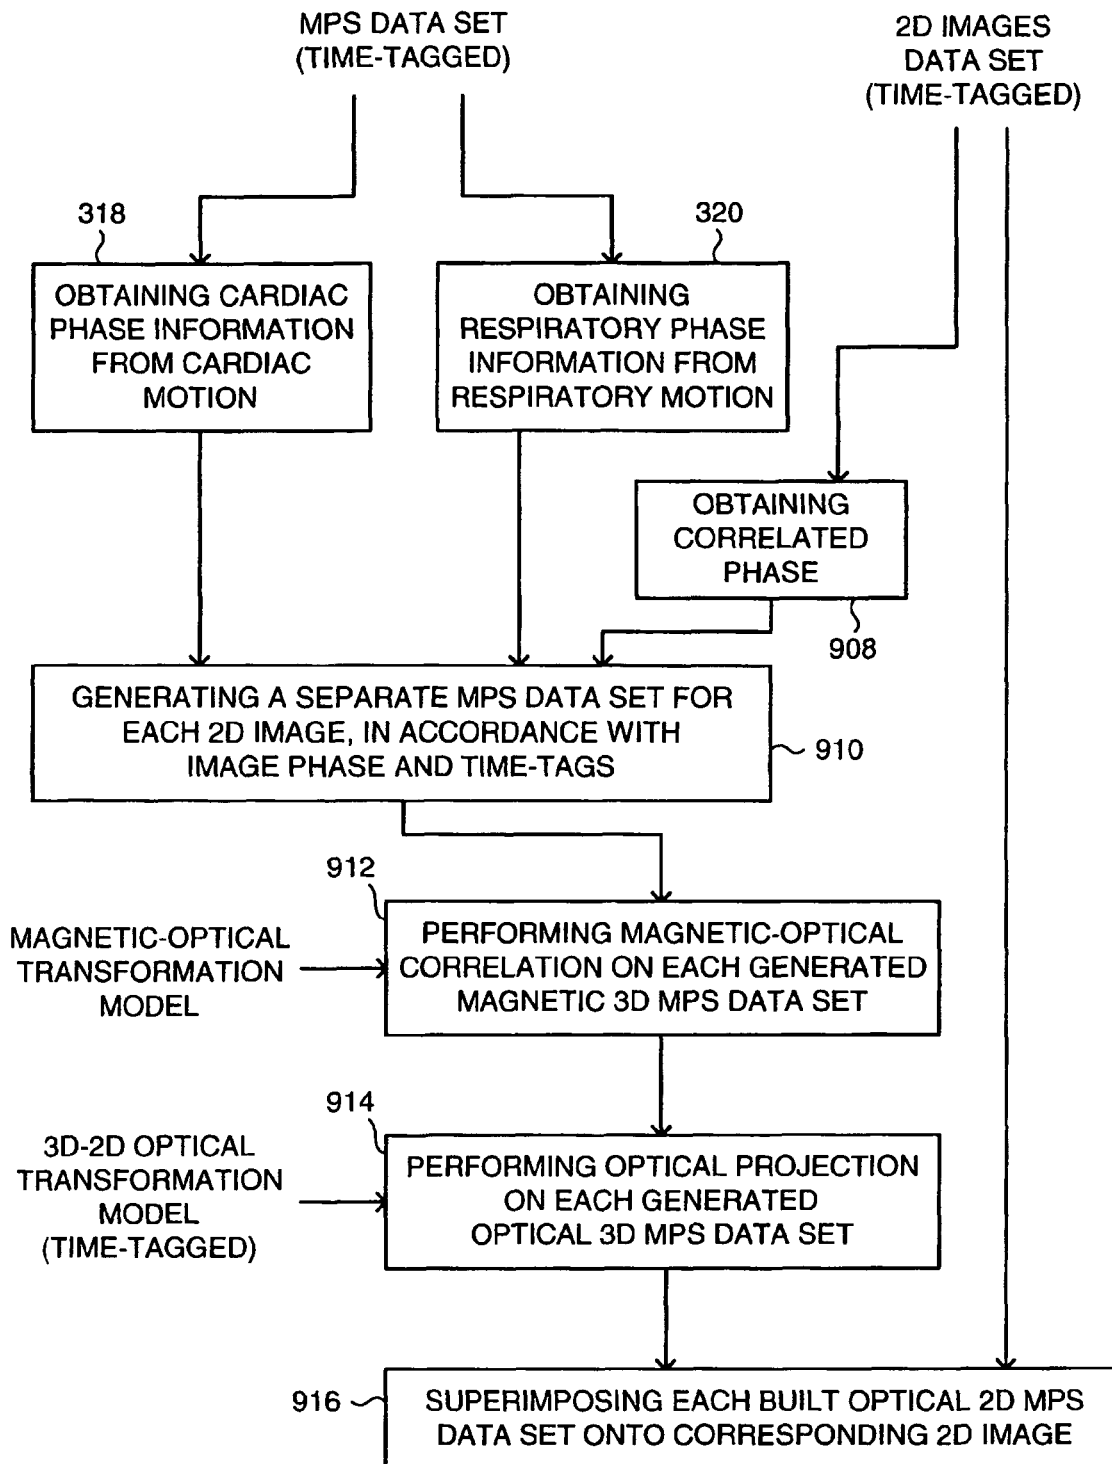 MPS DATA SET
(TIME-TAGGED)
2D IMAGES
DATA SET
(TIME-TAGGED)
318
OBTAINING CARDIAC
PHASE INFORMATION
FROM CARDIAC
MOTION
320
OBTAINING
RESPIRATORY PHASE
INFORMATION FROM
RESPIRATORY MOTION
OBTAINING
CORRELATED
PHASE
908
GENERATING A SEPARATE MPS DATA SET FOR
EACH 2D IMAGE, IN ACCORDANCE WITH
IMAGE PHASE AND TIME-TAGS
910
912
MAGNETIC-OPTICAL
TRANSFORMATION
MODEL
PERFORMING MAGNETIC-OPTICAL
CORRELATION ON EACH GENERATED
MAGNETIC 3D MPS DATA SET
914
3D-2D OPTICAL
TRANSFORMATION
MODEL
(TIME-TAGGED)
PERFORMING OPTICAL PROJECTION
ON EACH GENERATED
OPTICAL 3D MPS DATA SET
916
SUPERIMPOSING EACH BUILT OPTICAL 2D MPS
DATA SET ONTO CORRESPONDING 2D IMAGE